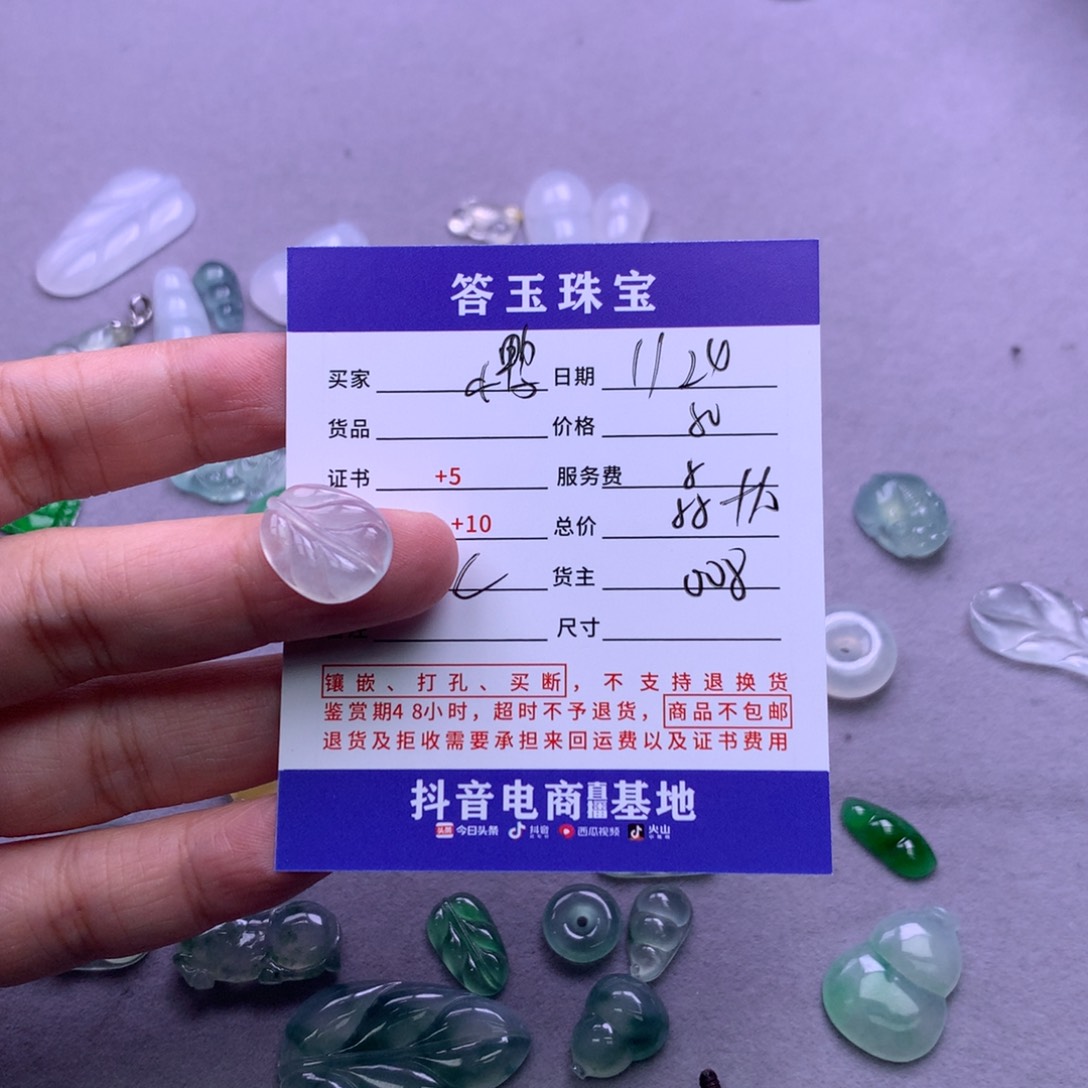 答玉珠宝
买家 日期 11 24
货品 价格 80
证书 +5 服务费 8
+10 总价 88
货主 008
尺寸
镶嵌、打孔、买断，不支持退换货
鉴赏期48小时，超时不予退货，商品不包邮
退货及拒收需要承担来回运费以及证书费用
抖音电商直播基地
头条 今日头条 抖音 西瓜视频 火山